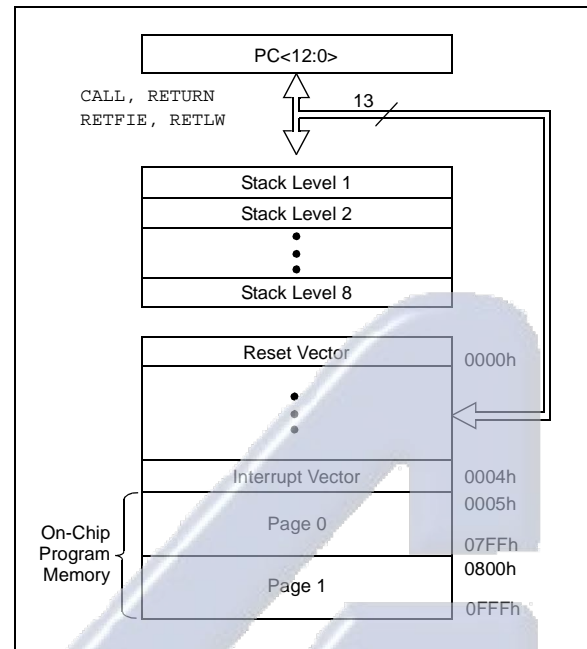 PC<12:0>
CALL, RETURN
RETFIE, RETLW
13
Stack Level 1
Stack Level 2
Stack Level 8
Reset Vector
0000h
Interrupt Vector
0004h
0005h
On-Chip
Program
Memory
Page 0
07FFh
0800h
Page 1
0FFFh